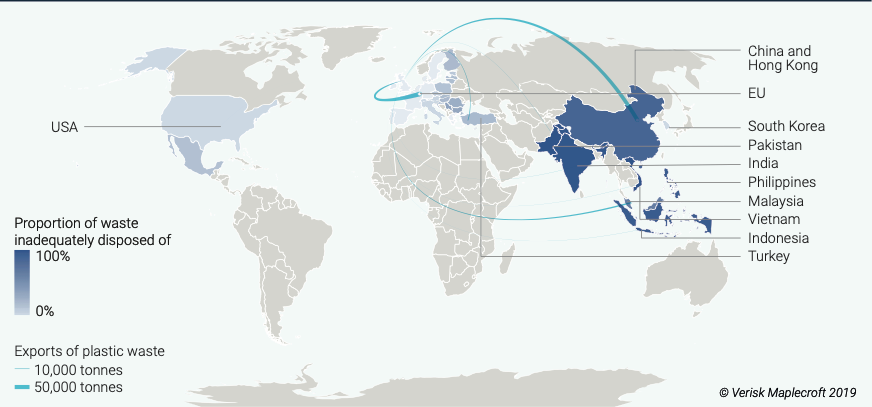 China and
Hong Kong
EU
USA
South Korea
Pakistan
India
Philippines
Malaysia
Vietnam
Indonesia
Turkey
Proportion of waste
inadequately disposed of
100%
0%
Exports of plastic waste
10,000 tonnes
50,000 tonnes
© Verisk Maplecroft 2019